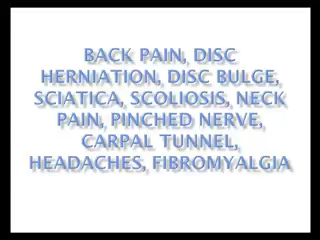 BACK PAIN, DISC
HERNIATION, DISC BULGE,
SCIATICA, SCOLIOSIS, NECK
PAIN, PINCHED NERVE,
CARPAL TUNNEL,
HEADACHES, FIBROMYALGIA